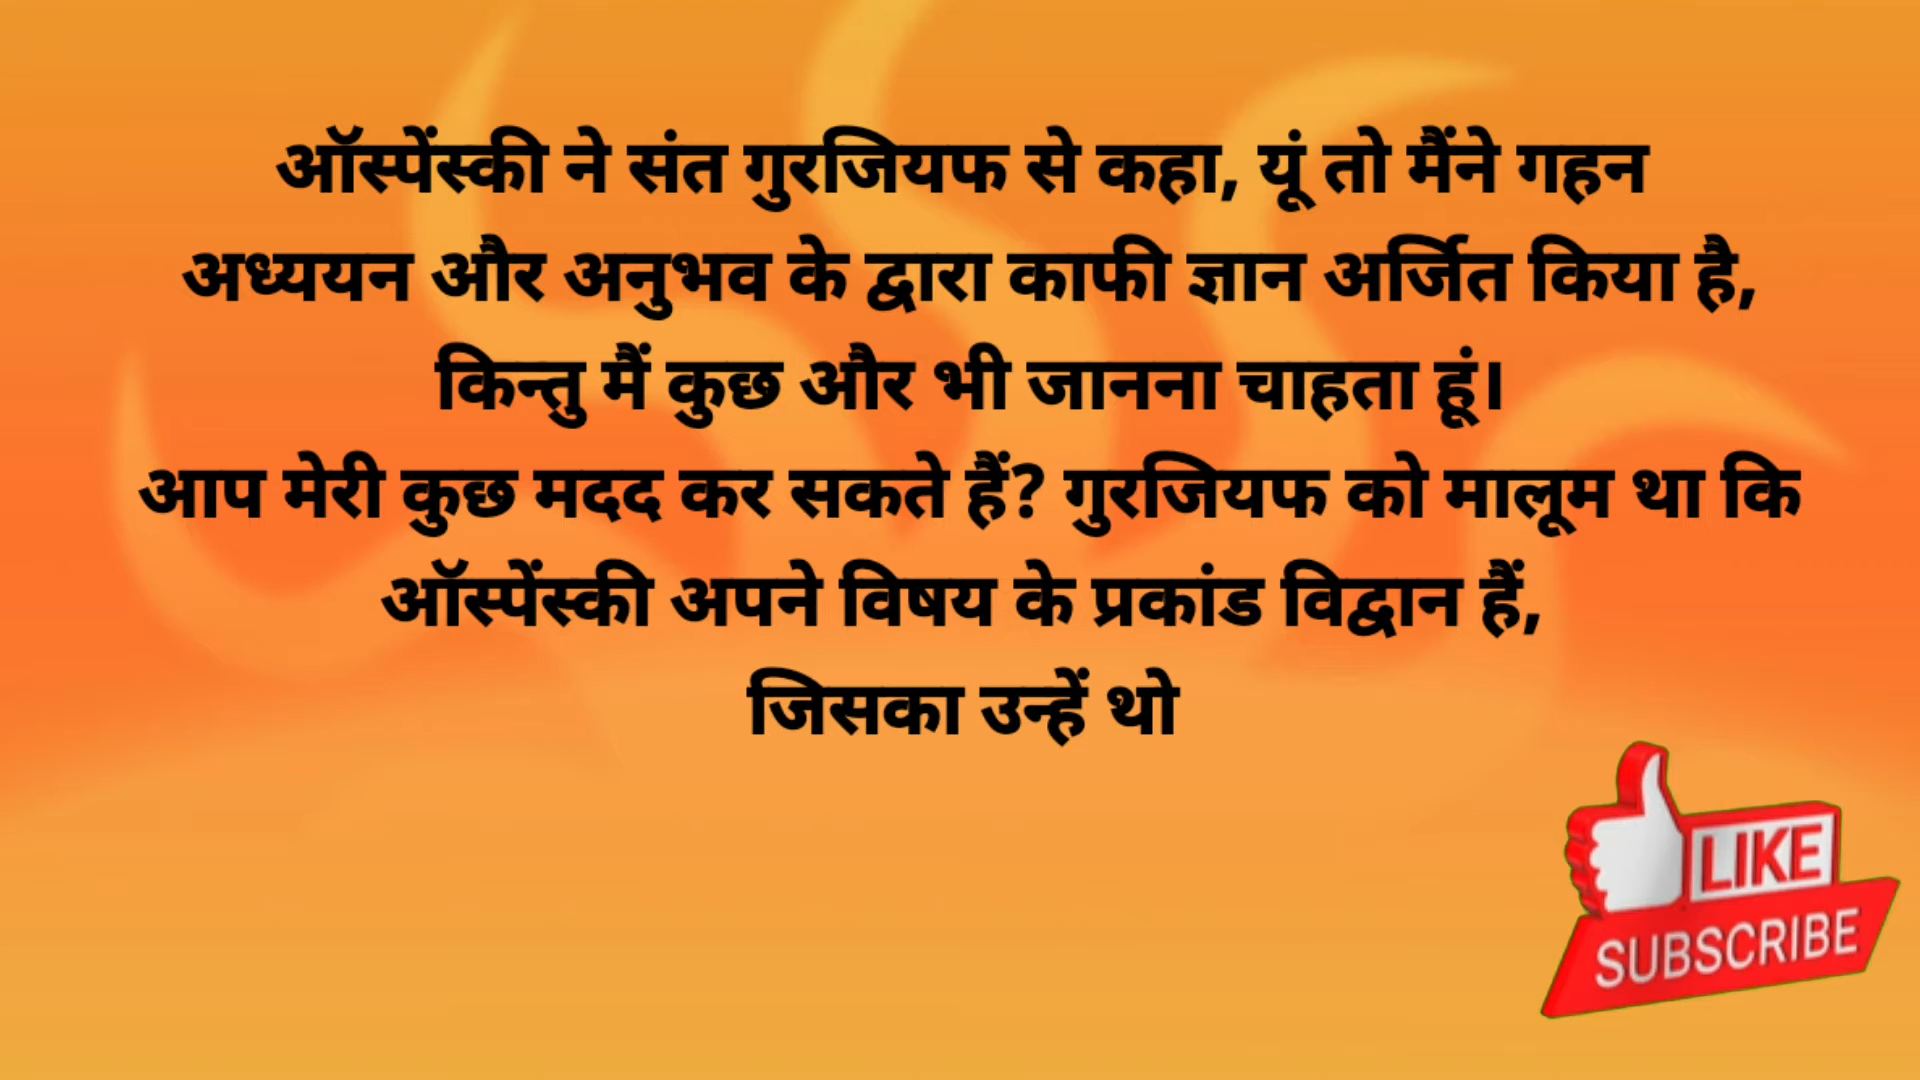 ऑस्पेंस्की ने संत गुरजियफ से कहा, यूं तो मैंने गहन
अध्ययन और अनुभव के द्वारा काफी ज्ञान अर्जित किया है,
किन्तु मैं कुछ और भी जानना चाहता हूं।
आप मेरी कुछ मदद कर सकते हैं? गुरजियफ को मालूम था कि
ऑस्पेंस्की अपने विषय के प्रकांड विद्वान हैं,
जिसका उन्हें थो
LIKE
SUBSCRIBE